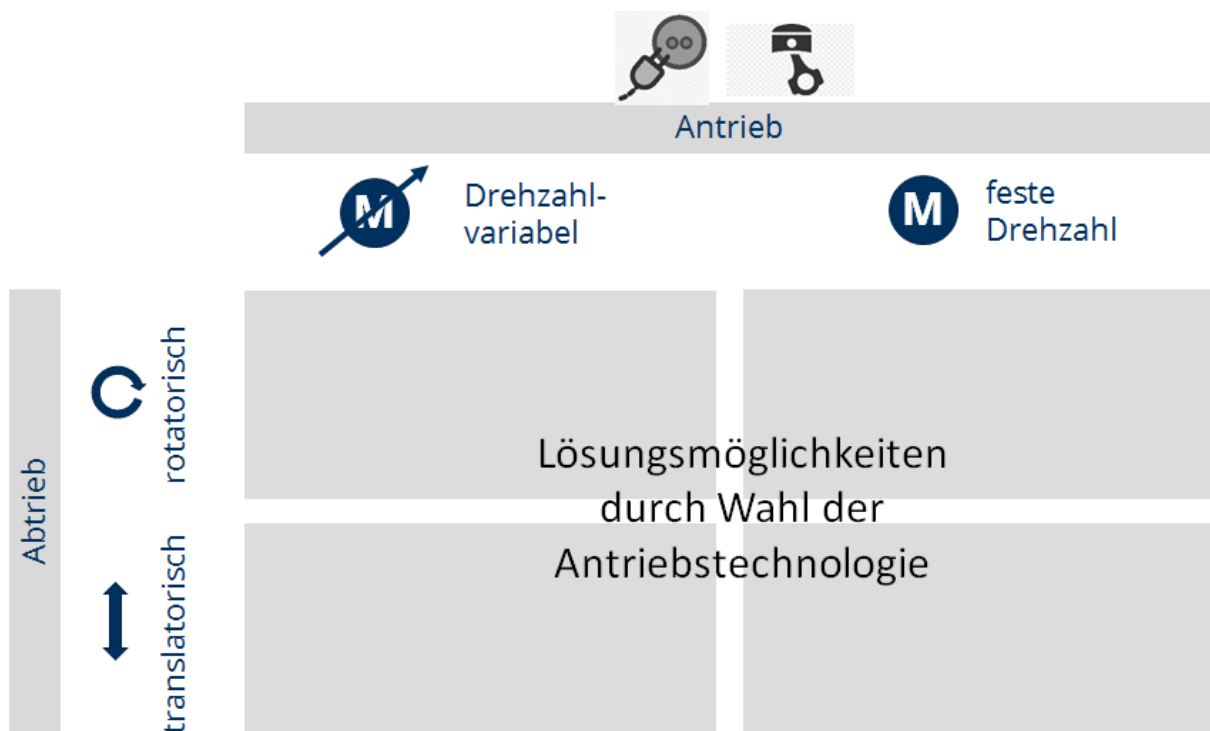 Antrieb
M
Drehzahl-
variabel
M
feste
Drehzahl
Abtrieb
rotatorisch
translatorisch
Lösungsmöglichkeiten
durch Wahl der
Antriebstechnologie